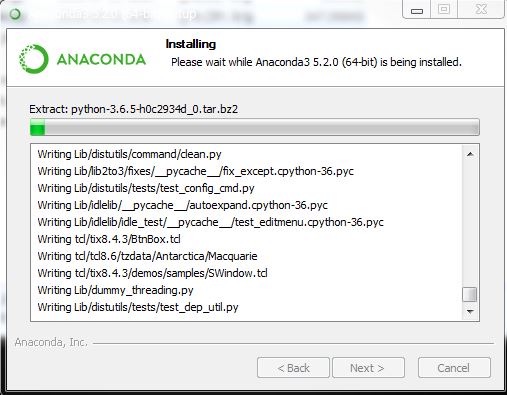 Anaconda3 5.2.0 (64-bit) Setup
ANACONDA
Installing
Please wait while Anaconda3 5.2.0 (64-bit) is being installed.
Extract: python-3.6.5-h0c2934d_0.tar.bz2
Writing Lib/distutils/command/clean.py
Writing Lib/lib2to3/fixes/__pycache__/fix_except.cpython-36.pyc
Writing Lib/distutils/tests/test_config_cmd.py
Writing Lib/idlelib/__pycache__/autoexpand.cpython-36.pyc
Writing Lib/idlelib/idle_test/__pycache__/test_editmenu.cpython-36.pyc
Writing tcl/tix8.4.3/BtnBox.tcl
Writing tcl/tcl8.6/tzdata/Antarctica/Macquarie
Writing tcl/tix8.4.3/demos/samples/SWindow.tcl
Writing Lib/dummy_threading.py
Writing Lib/distutils/tests/test_dep_util.py
Anaconda, Inc.
< Back
Next >
Cancel